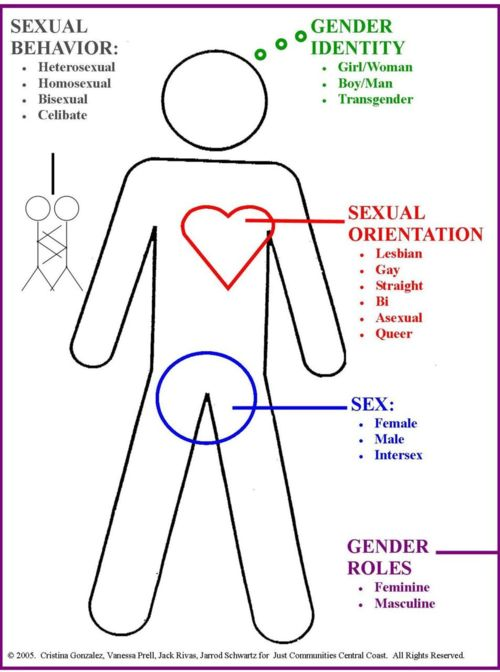 SEXUAL
BEHAVIOR:
• Heterosexual
• Homosexual
• Bisexual
• Celibate
GENDER
IDENTITY
• Girl/Woman
• Boy/Man
• Transgender
SEXUAL
ORIENTATION
• Lesbian
• Gay
• Straight
• Bi
• Asexual
• Queer
SEX:
• Female
• Male
• Intersex
GENDER
ROLES
• Feminine
• Masculine
© 2005. Cristina Gonzalez, Vanessa Prell, Jack Rivas, Jarrod Schwartz for Just Communities Central Coast. All Rights Reserved.